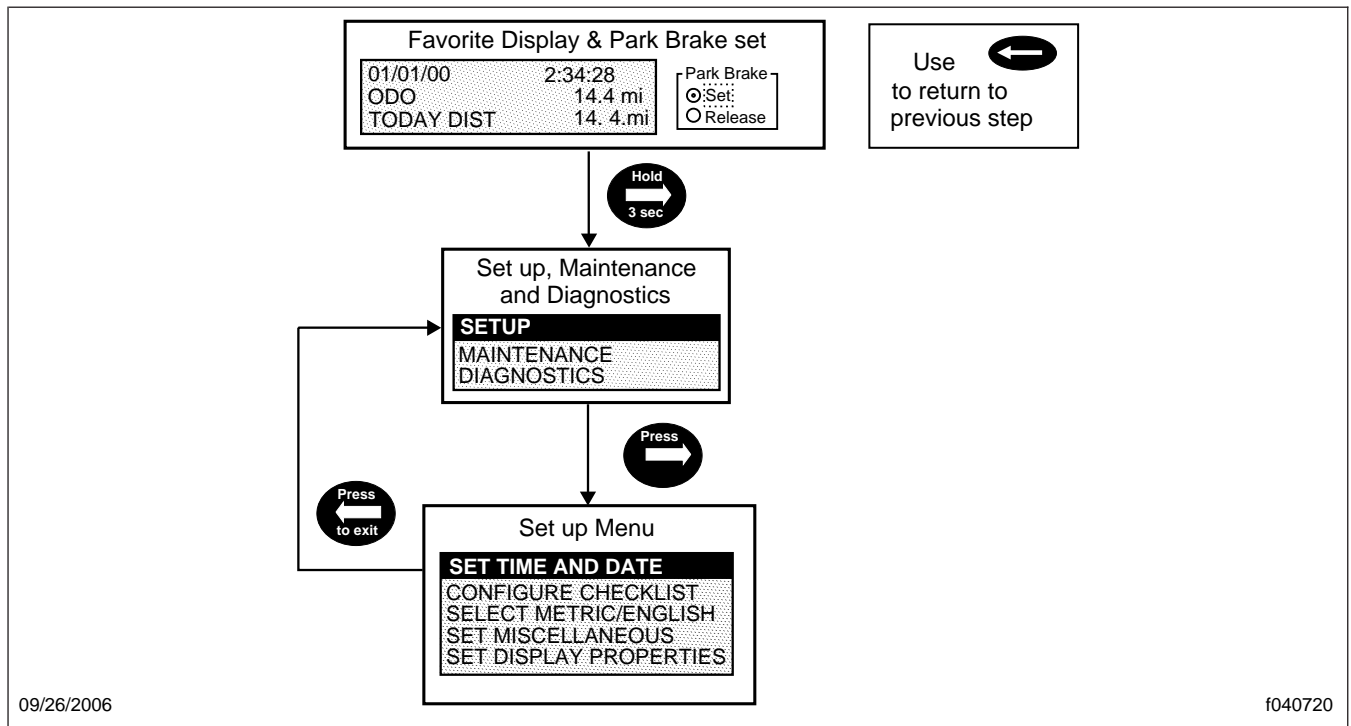 Favorite Display & Park Brake set
01/01/00 2:34:28
ODO 14.4 mi
TODAY DIST 14. 4.mi
Park Brake
Set
Release
Use
to return to
previous step
Hold
3 sec
Set up, Maintenance
and Diagnostics
SETUP
MAINTENANCE
DIAGNOSTICS
Press
Press
to exit
Set up Menu
SET TIME AND DATE
CONFIGURE CHECKLIST
SELECT METRIC/ENGLISH
SET MISCELLANEOUS
SET DISPLAY PROPERTIES
09/26/2006
f040720